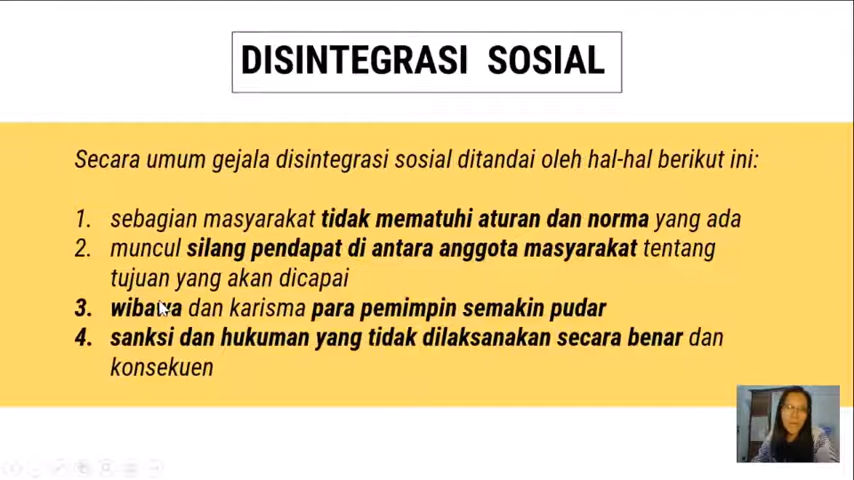 DISINTEGRASI SOSIAL
Secara umum gejala disintegrasi sosial ditandai oleh hal-hal berikut ini:
1. sebagian masyarakat tidak mematuhi aturan dan norma yang ada
2. muncul silang pendapat di antara anggota masyarakat tentang
tujuan yang akan dicapai
3. wibawa dan karisma para pemimpin semakin pudar
4. sanksi dan hukuman yang tidak dilaksanakan secara benar dan
konsekuen